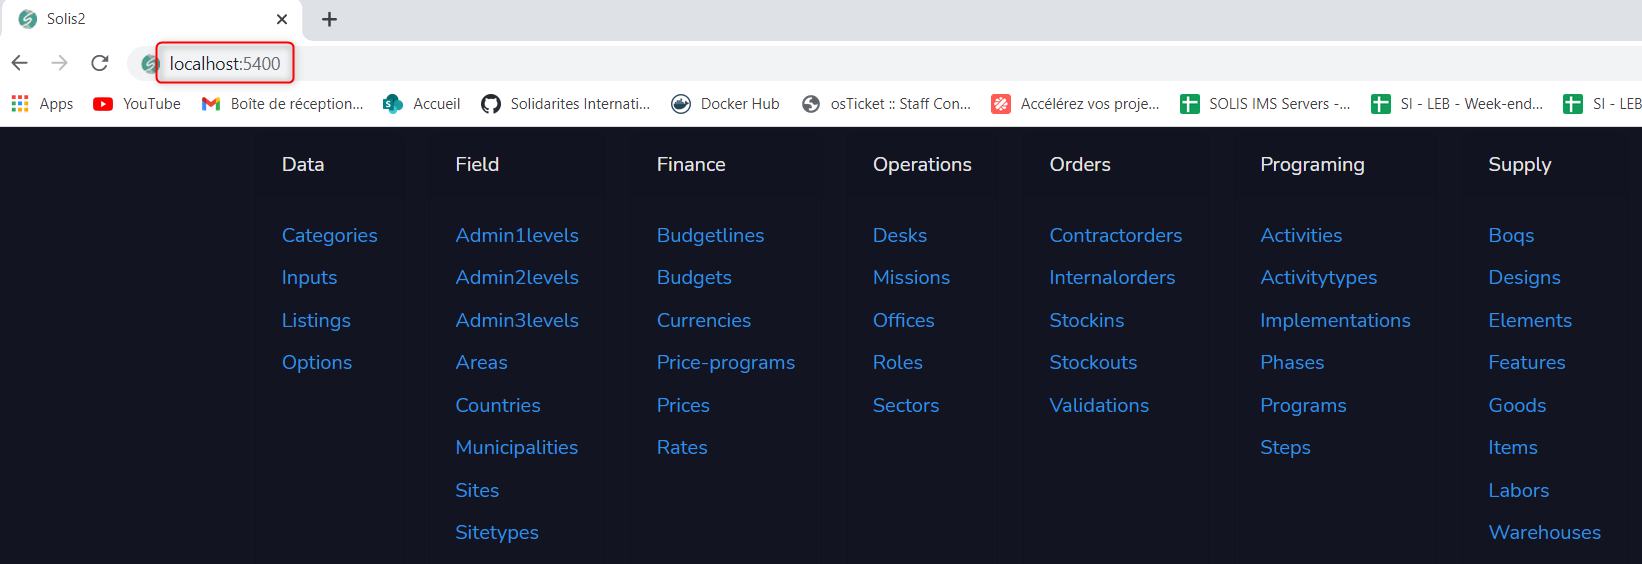 Solis2
localhost:5400
Apps YouTube Boîte de réception... Accueil Solidarites Internati... Docker Hub osTicket :: Staff Con... Accélérez vos proje... SOLIS IMS Servers -... SI - LEB - Week-end... SI - LEB
Data Field Finance Operations Orders Programing Supply
Categories Admin1levels Budgetlines Desks Contractorders Activities Boqs
Inputs Admin2levels Budgets Missions Internalorders Activitytypes Designs
Listings Admin3levels Currencies Offices Stockins Implementations Elements
Options Areas Price-programs Roles Stockouts Phases Features
Countries Prices Sectors Validations Programs Goods
Municipalities Rates Steps Items
Sites Labors
Sitetypes Warehouses